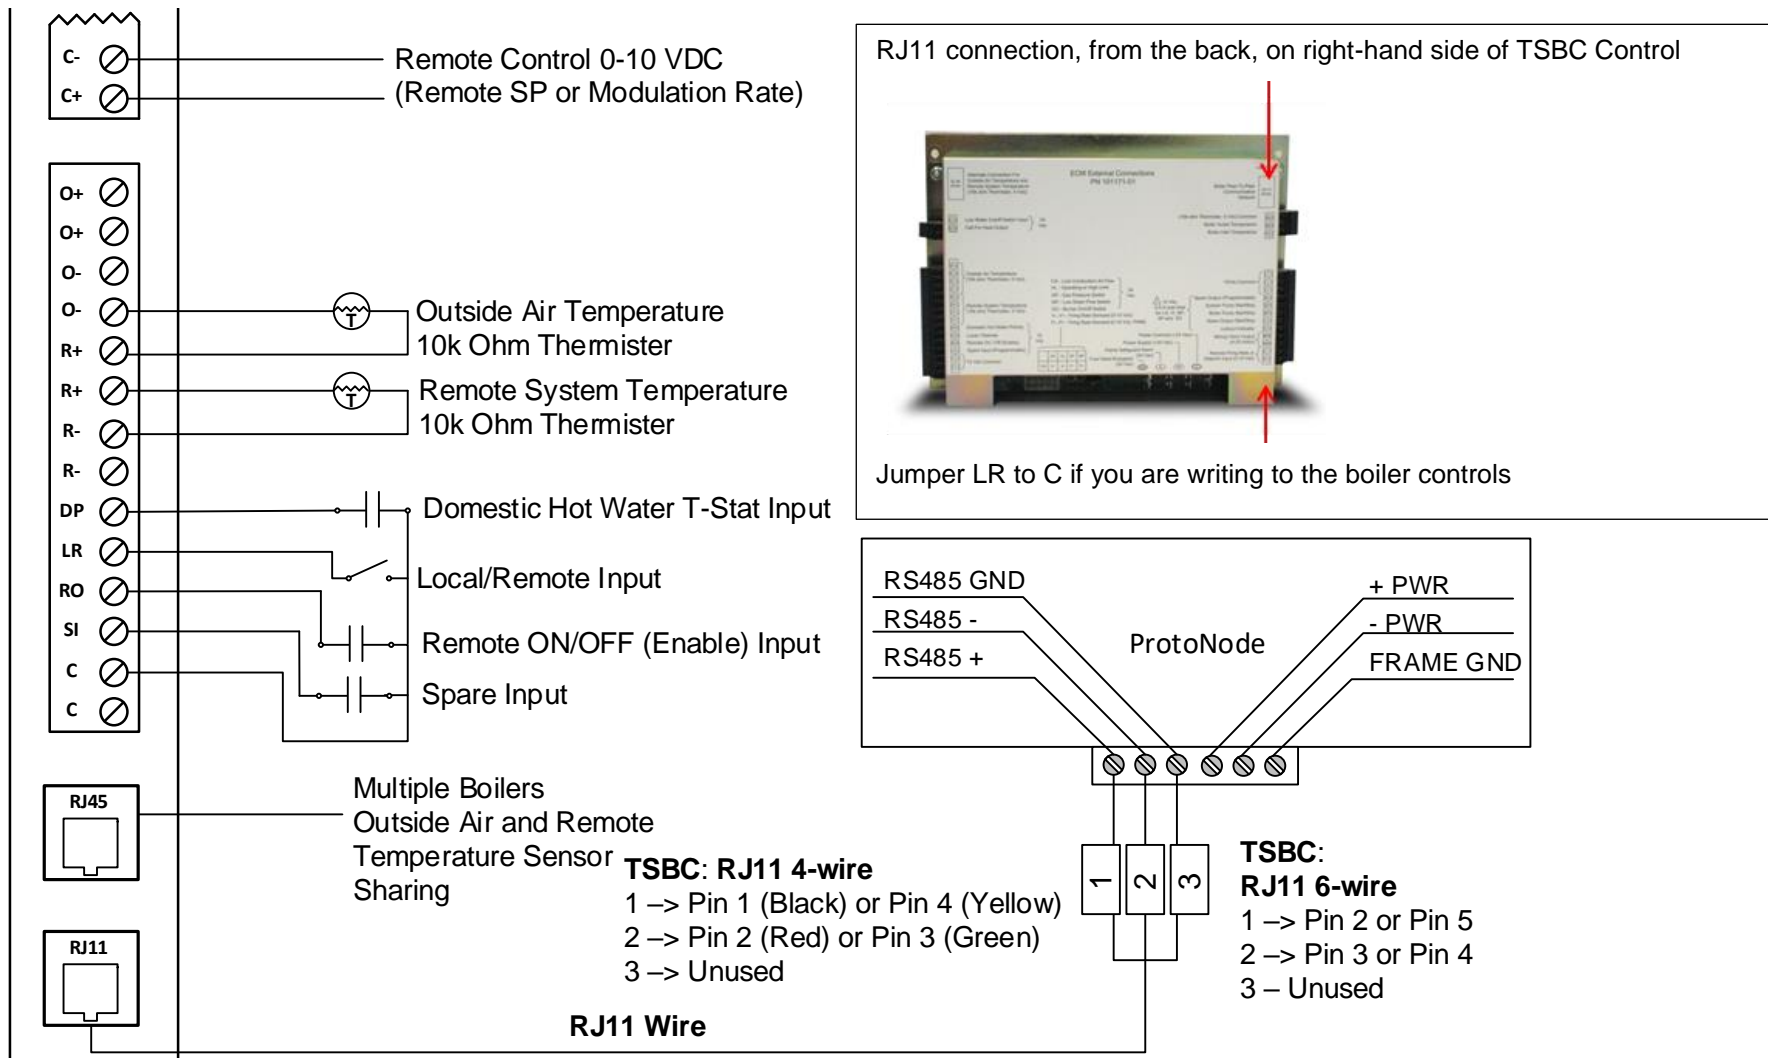 C-
C+
Remote Control 0-10 VDC
(Remote SP or Modulation Rate)
O+
O+
O-
O-
R+
R+
R-
R-
DP
LR
RO
SI
C
C
T
Outside Air Temperature
10k Ohm Thermister
T
Remote System Temperature
10k Ohm Thermister
Domestic Hot Water T-Stat Input
Local/Remote Input
Remote ON/OFF (Enable) Input
Spare Input
RJ45
Multiple Boilers
Outside Air and Remote
Temperature Sensor
Sharing
RJ11
RJ11 Wire
RJ11 connection, from the back, on right-hand side of TSBC Control
ECM External Connections
PN 101171-01
Jumper LR to C if you are writing to the boiler controls
RS485 GND
RS485 -
RS485 +
ProtoNode
+ PWR
- PWR
FRAME GND
1
2
3
TSBC: RJ11 4-wire
1 –> Pin 1 (Black) or Pin 4 (Yellow)
2 –> Pin 2 (Red) or Pin 3 (Green)
3 –> Unused
TSBC:
RJ11 6-wire
1 –> Pin 2 or Pin 5
2 –> Pin 3 or Pin 4
3 – Unused